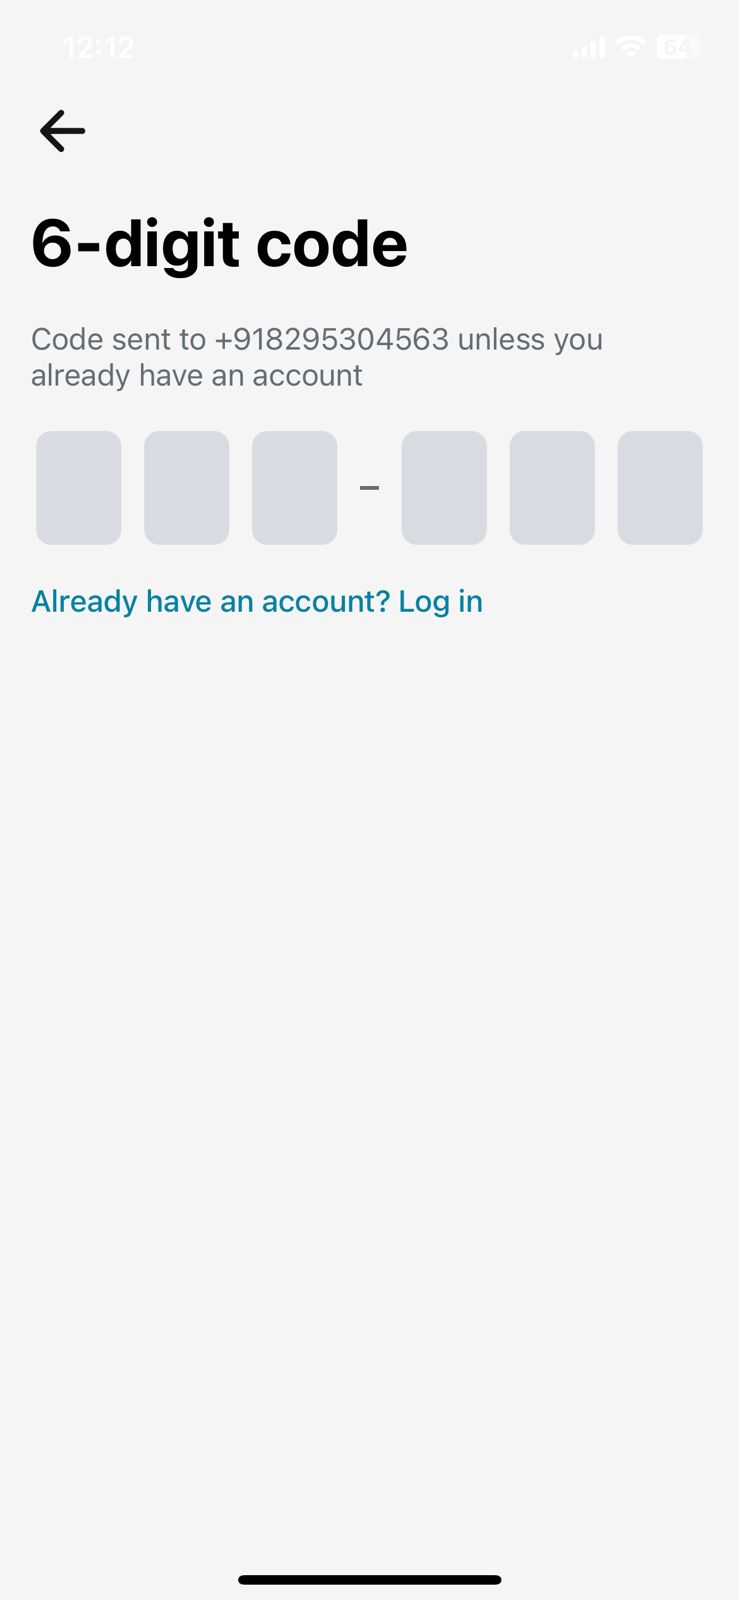 12:12
64
6-digit code
Code sent to +918295304563 unless you
already have an account
–
Already have an account? Log in